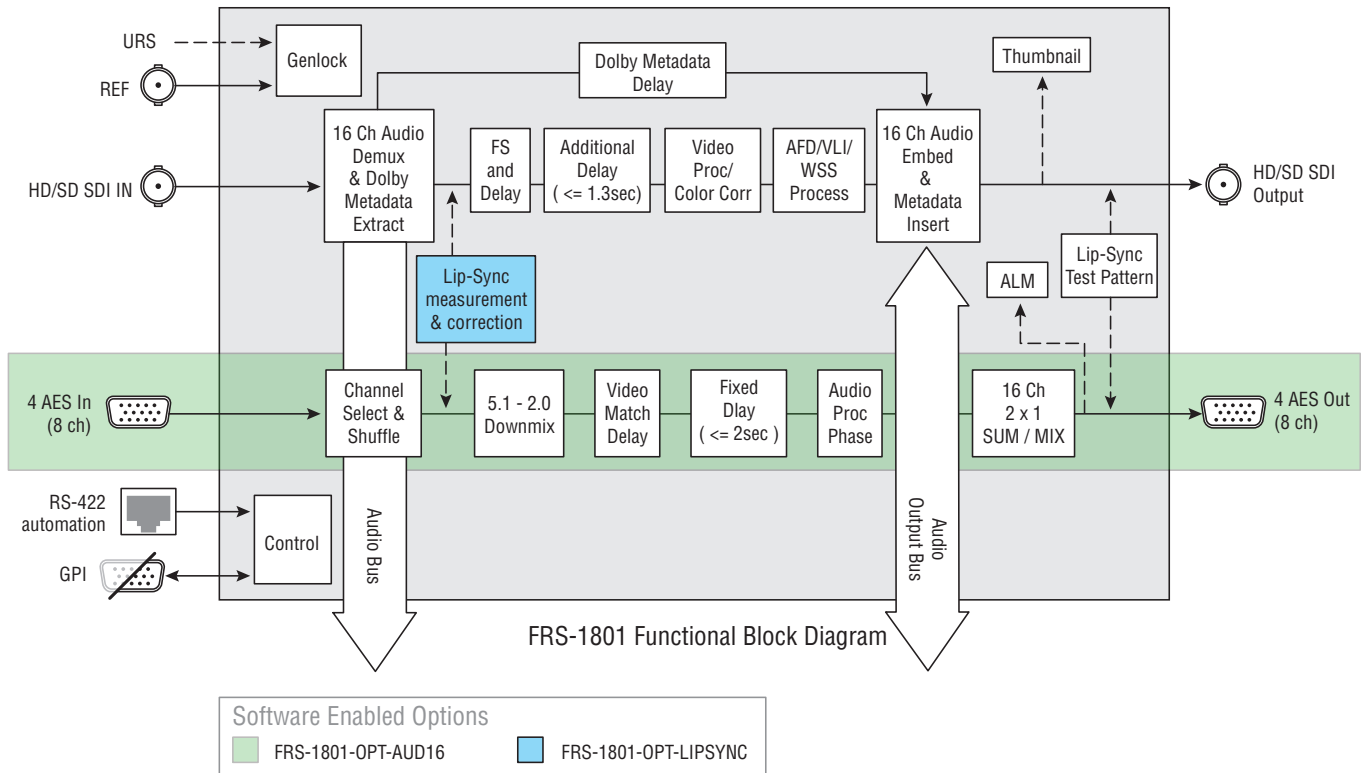 URS
REF
Genlock
Dolby Metadata
Delay
Thumbnail
HD/SD SDI IN
16 Ch Audio
Demux
& Dolby
Metadata
Extract
FS
and
Delay
Additional
Delay
( <= 1.3sec)
Video
Proc/
Color Corr
AFD/VLI/
WSS
Process
16 Ch Audio
Embed
&
Metadata
Insert
HD/SD SDI
Output
Lip-Sync
measurement
& correction
ALM
Lip-Sync
Test Pattern
4 AES In
(8 ch)
Channel
Select &
Shuffle
5.1 - 2.0
Downmix
Video
Match
Delay
Fixed
Dlay
( <= 2sec )
Audio
Proc
Phase
16 Ch
2 x 1
SUM / MIX
4 AES Out
(8 ch)
RS-422
automation
GPI
Control
Audio Bus
Audio
Output Bus
FRS-1801 Functional Block Diagram
Software Enabled Options
FRS-1801-OPT-AUD16
FRS-1801-OPT-LIPSYNC